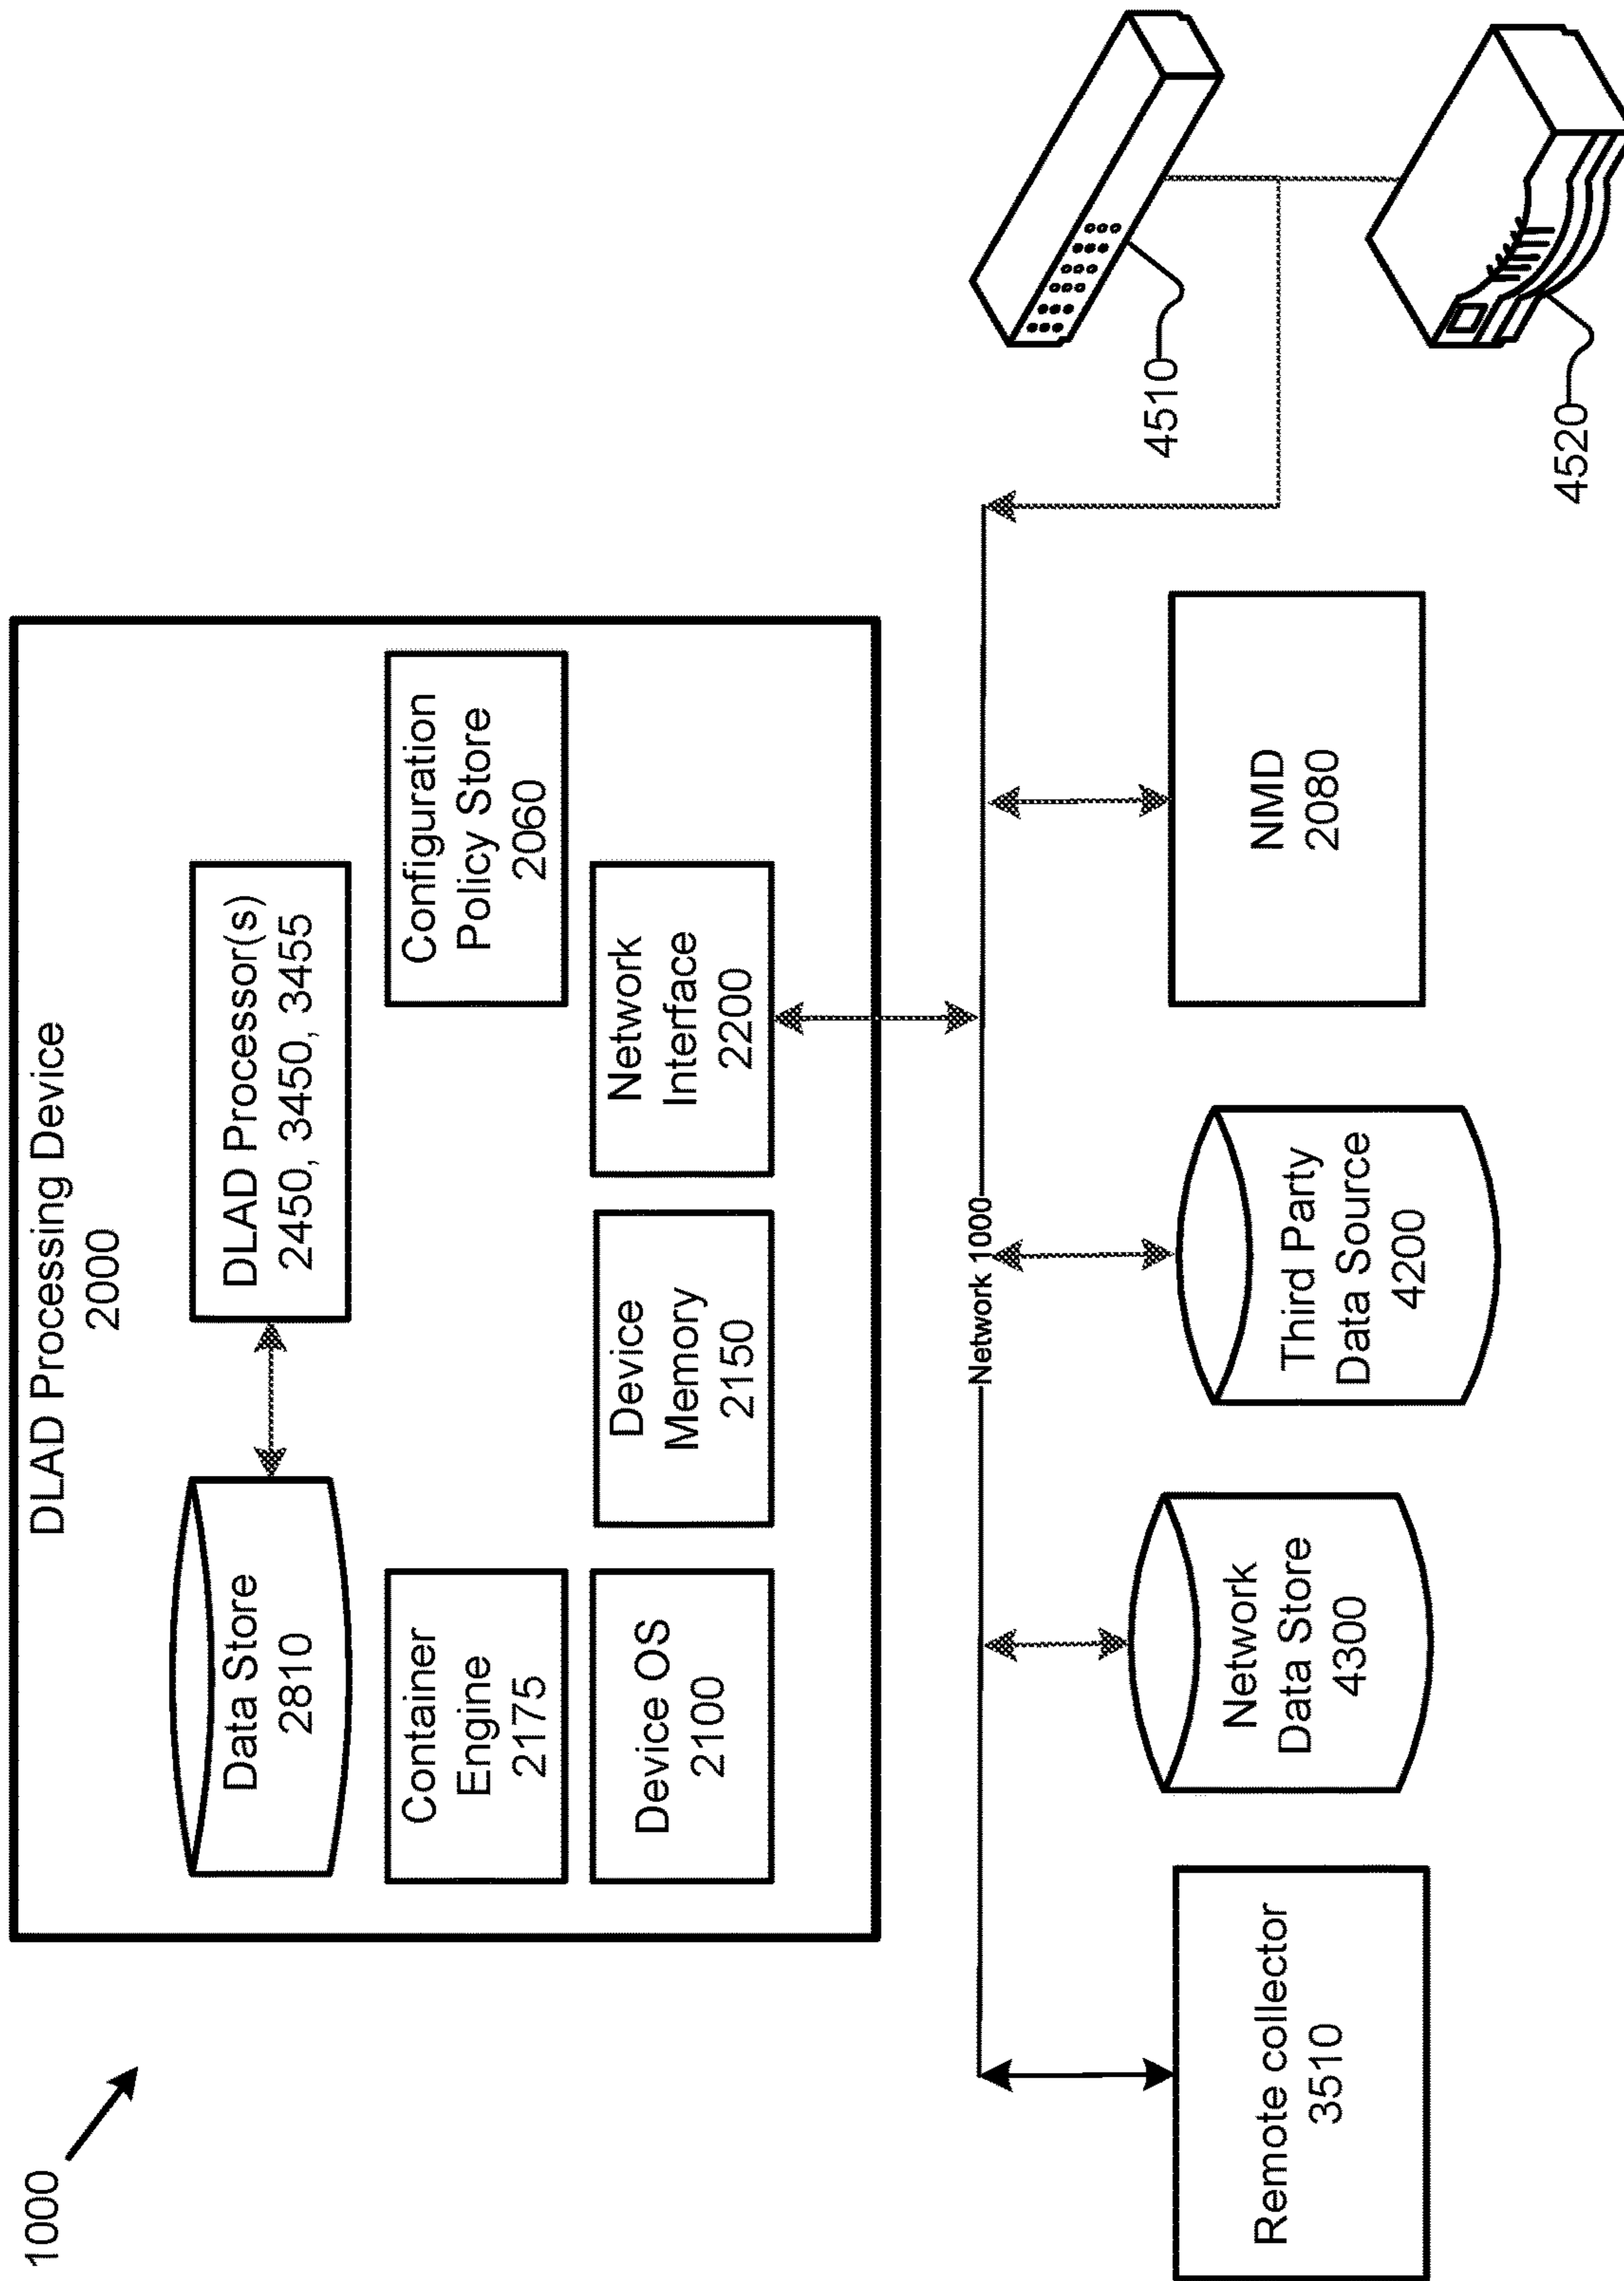 1000
DLAD Processing Device
2000
Data Store
2810
DLAD Processor(s)
2450, 3450, 3455
Container
Engine
2175
Configuration
Policy Store
2060
Device OS
2100
Device
Memory
2150
Network
Interface
2200
Network 1000
Remote collector
3510
Network
Data Store
4300
Third Party
Data Source
4200
NMD
2080
4510
4520